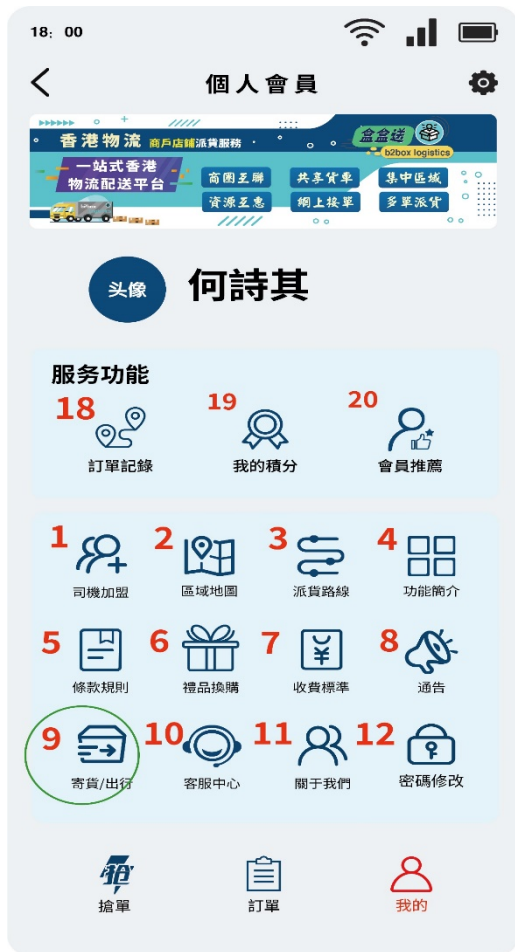 18: 00
個人會員
香港物流 商戶店鋪派貨服務
盒盒送
b2box logistics
一站式香港
物流配送平台
商圈互聯 共享貨車 集中區域
資源互惠 網上接單 多單派貨
头像 何詩其
服务功能
18 19 20
訂單記錄 我的積分 會員推薦
1 2 3 4
司機加盟 區域地圖 派貨路線 功能簡介
5 6 7 8
條款規則 禮品換購 收費標準 通告
9 10 11 12
寄貨/出行 客服中心 關于我們 密碼修改
搶
搶單 訂單 我的